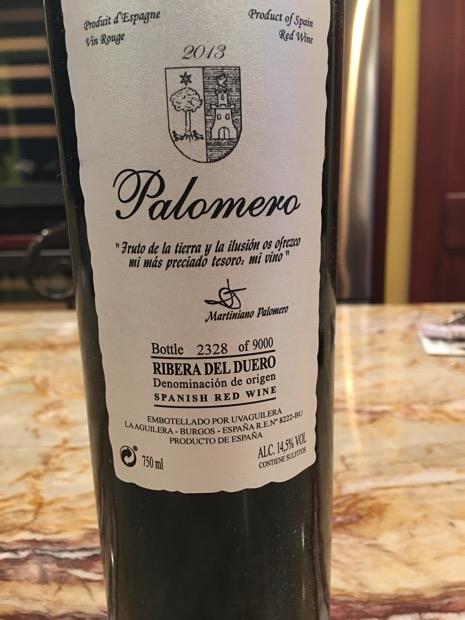 Produit d'Espagne
Vin Rouge
Product of Spain
Red Wine
2013
Palomero
"Fruto de la tierra y la ilusión os ofrezco
mi más preciado tesoro: mi vino"
Martiniano Palomero
Bottle 2328 of 9000
RIBERA DEL DUERO
Denominación de origen
SPANISH RED WINE
EMBOTELLADO POR UVAGUILERA
LA AGUILERA - BURGOS - ESPAÑA R.E.Nº 8222-BU
PRODUCTO DE ESPAÑA
750 ml
ALC. 14,5% VOL
CONTIENE SULFITOS